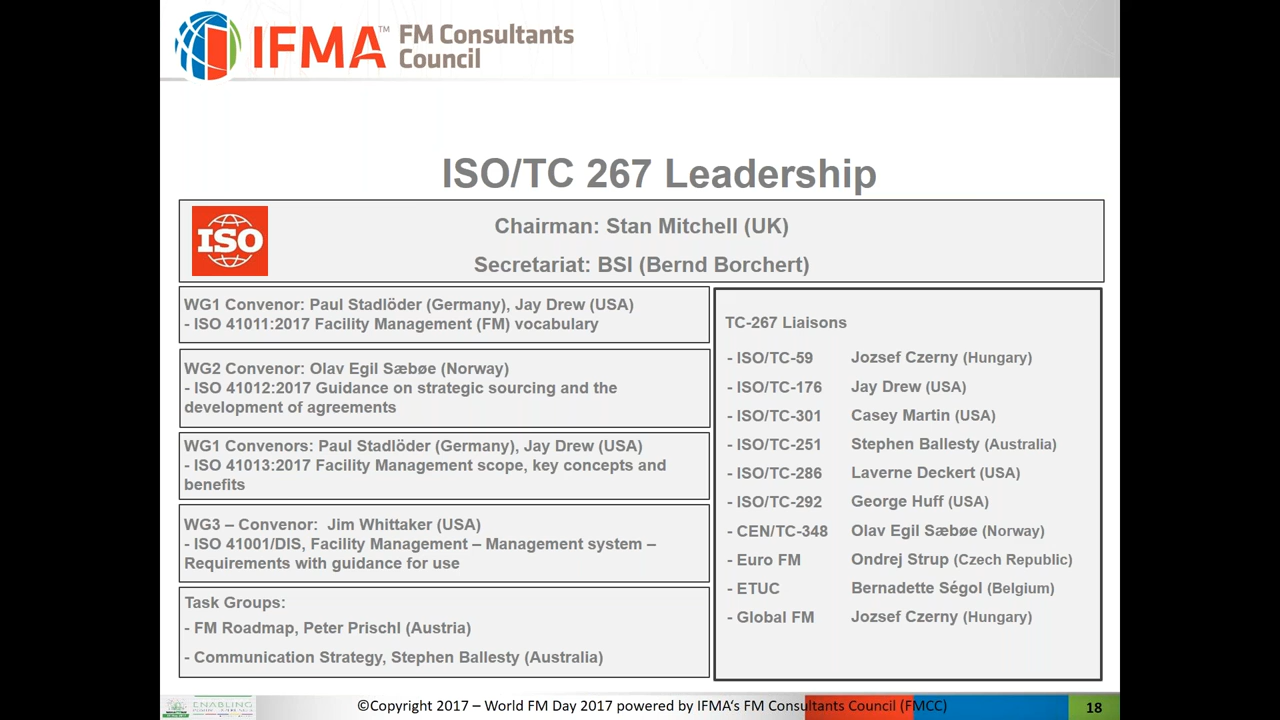 IFMA™ FM Consultants
Council
ISO/TC 267 Leadership
ISO
Chairman: Stan Mitchell (UK)
Secretariat: BSI (Bernd Borchert)
WG1 Convenor: Paul Stadlöder (Germany), Jay Drew (USA)
- ISO 41011:2017 Facility Management (FM) vocabulary
WG2 Convenor: Olav Egil Sæbøe (Norway)
- ISO 41012:2017 Guidance on strategic sourcing and the
development of agreements
WG1 Convenors: Paul Stadlöder (Germany), Jay Drew (USA)
- ISO 41013:2017 Facility Management scope, key concepts and
benefits
WG3 – Convenor:  Jim Whittaker (USA)
- ISO 41001/DIS, Facility Management – Management system –
Requirements with guidance for use
Task Groups:
- FM Roadmap, Peter Prischl (Austria)
- Communication Strategy, Stephen Ballesty (Australia)
TC-267 Liaisons
- ISO/TC-59 Jozsef Czerny (Hungary)
- ISO/TC-176 Jay Drew (USA)
- ISO/TC-301 Casey Martin (USA)
- ISO/TC-251 Stephen Ballesty (Australia)
- ISO/TC-286 Laverne Deckert (USA)
- ISO/TC-292 George Huff (USA)
- CEN/TC-348 Olav Egil Sæbøe (Norway)
- Euro FM Ondrej Strup (Czech Republic)
- ETUC Bernadette Ségol (Belgium)
- Global FM Jozsef Czerny (Hungary)
ENABLING
©Copyright 2017 – World FM Day 2017 powered by IFMA‘s FM Consultants Council (FMCC)
18